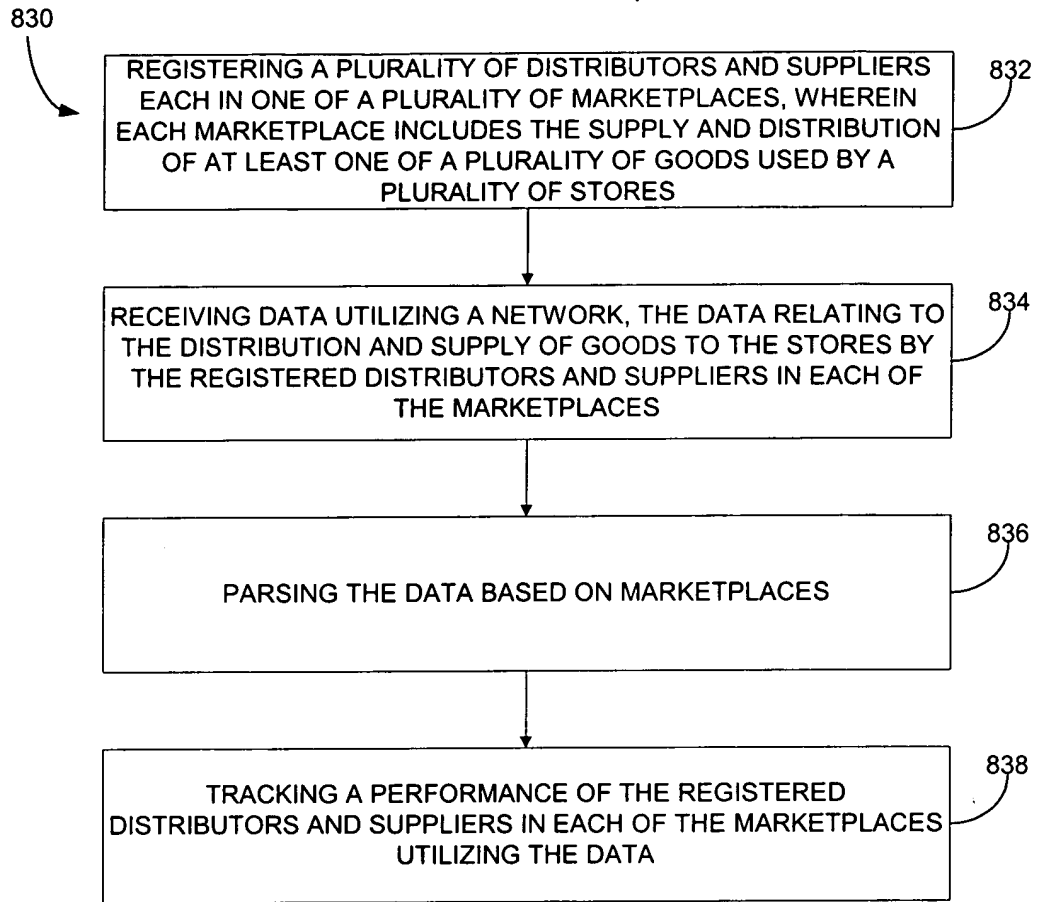 830
REGISTERING A PLURALITY OF DISTRIBUTORS AND SUPPLIERS
EACH IN ONE OF A PLURALITY OF MARKETPLACES, WHEREIN
EACH MARKETPLACE INCLUDES THE SUPPLY AND DISTRIBUTION
OF AT LEAST ONE OF A PLURALITY OF GOODS USED BY A
PLURALITY OF STORES
832
RECEIVING DATA UTILIZING A NETWORK, THE DATA RELATING TO
THE DISTRIBUTION AND SUPPLY OF GOODS TO THE STORES BY
THE REGISTERED DISTRIBUTORS AND SUPPLIERS IN EACH OF
THE MARKETPLACES
834
PARSING THE DATA BASED ON MARKETPLACES
836
TRACKING A PERFORMANCE OF THE REGISTERED
DISTRIBUTORS AND SUPPLIERS IN EACH OF THE MARKETPLACES
UTILIZING THE DATA
838